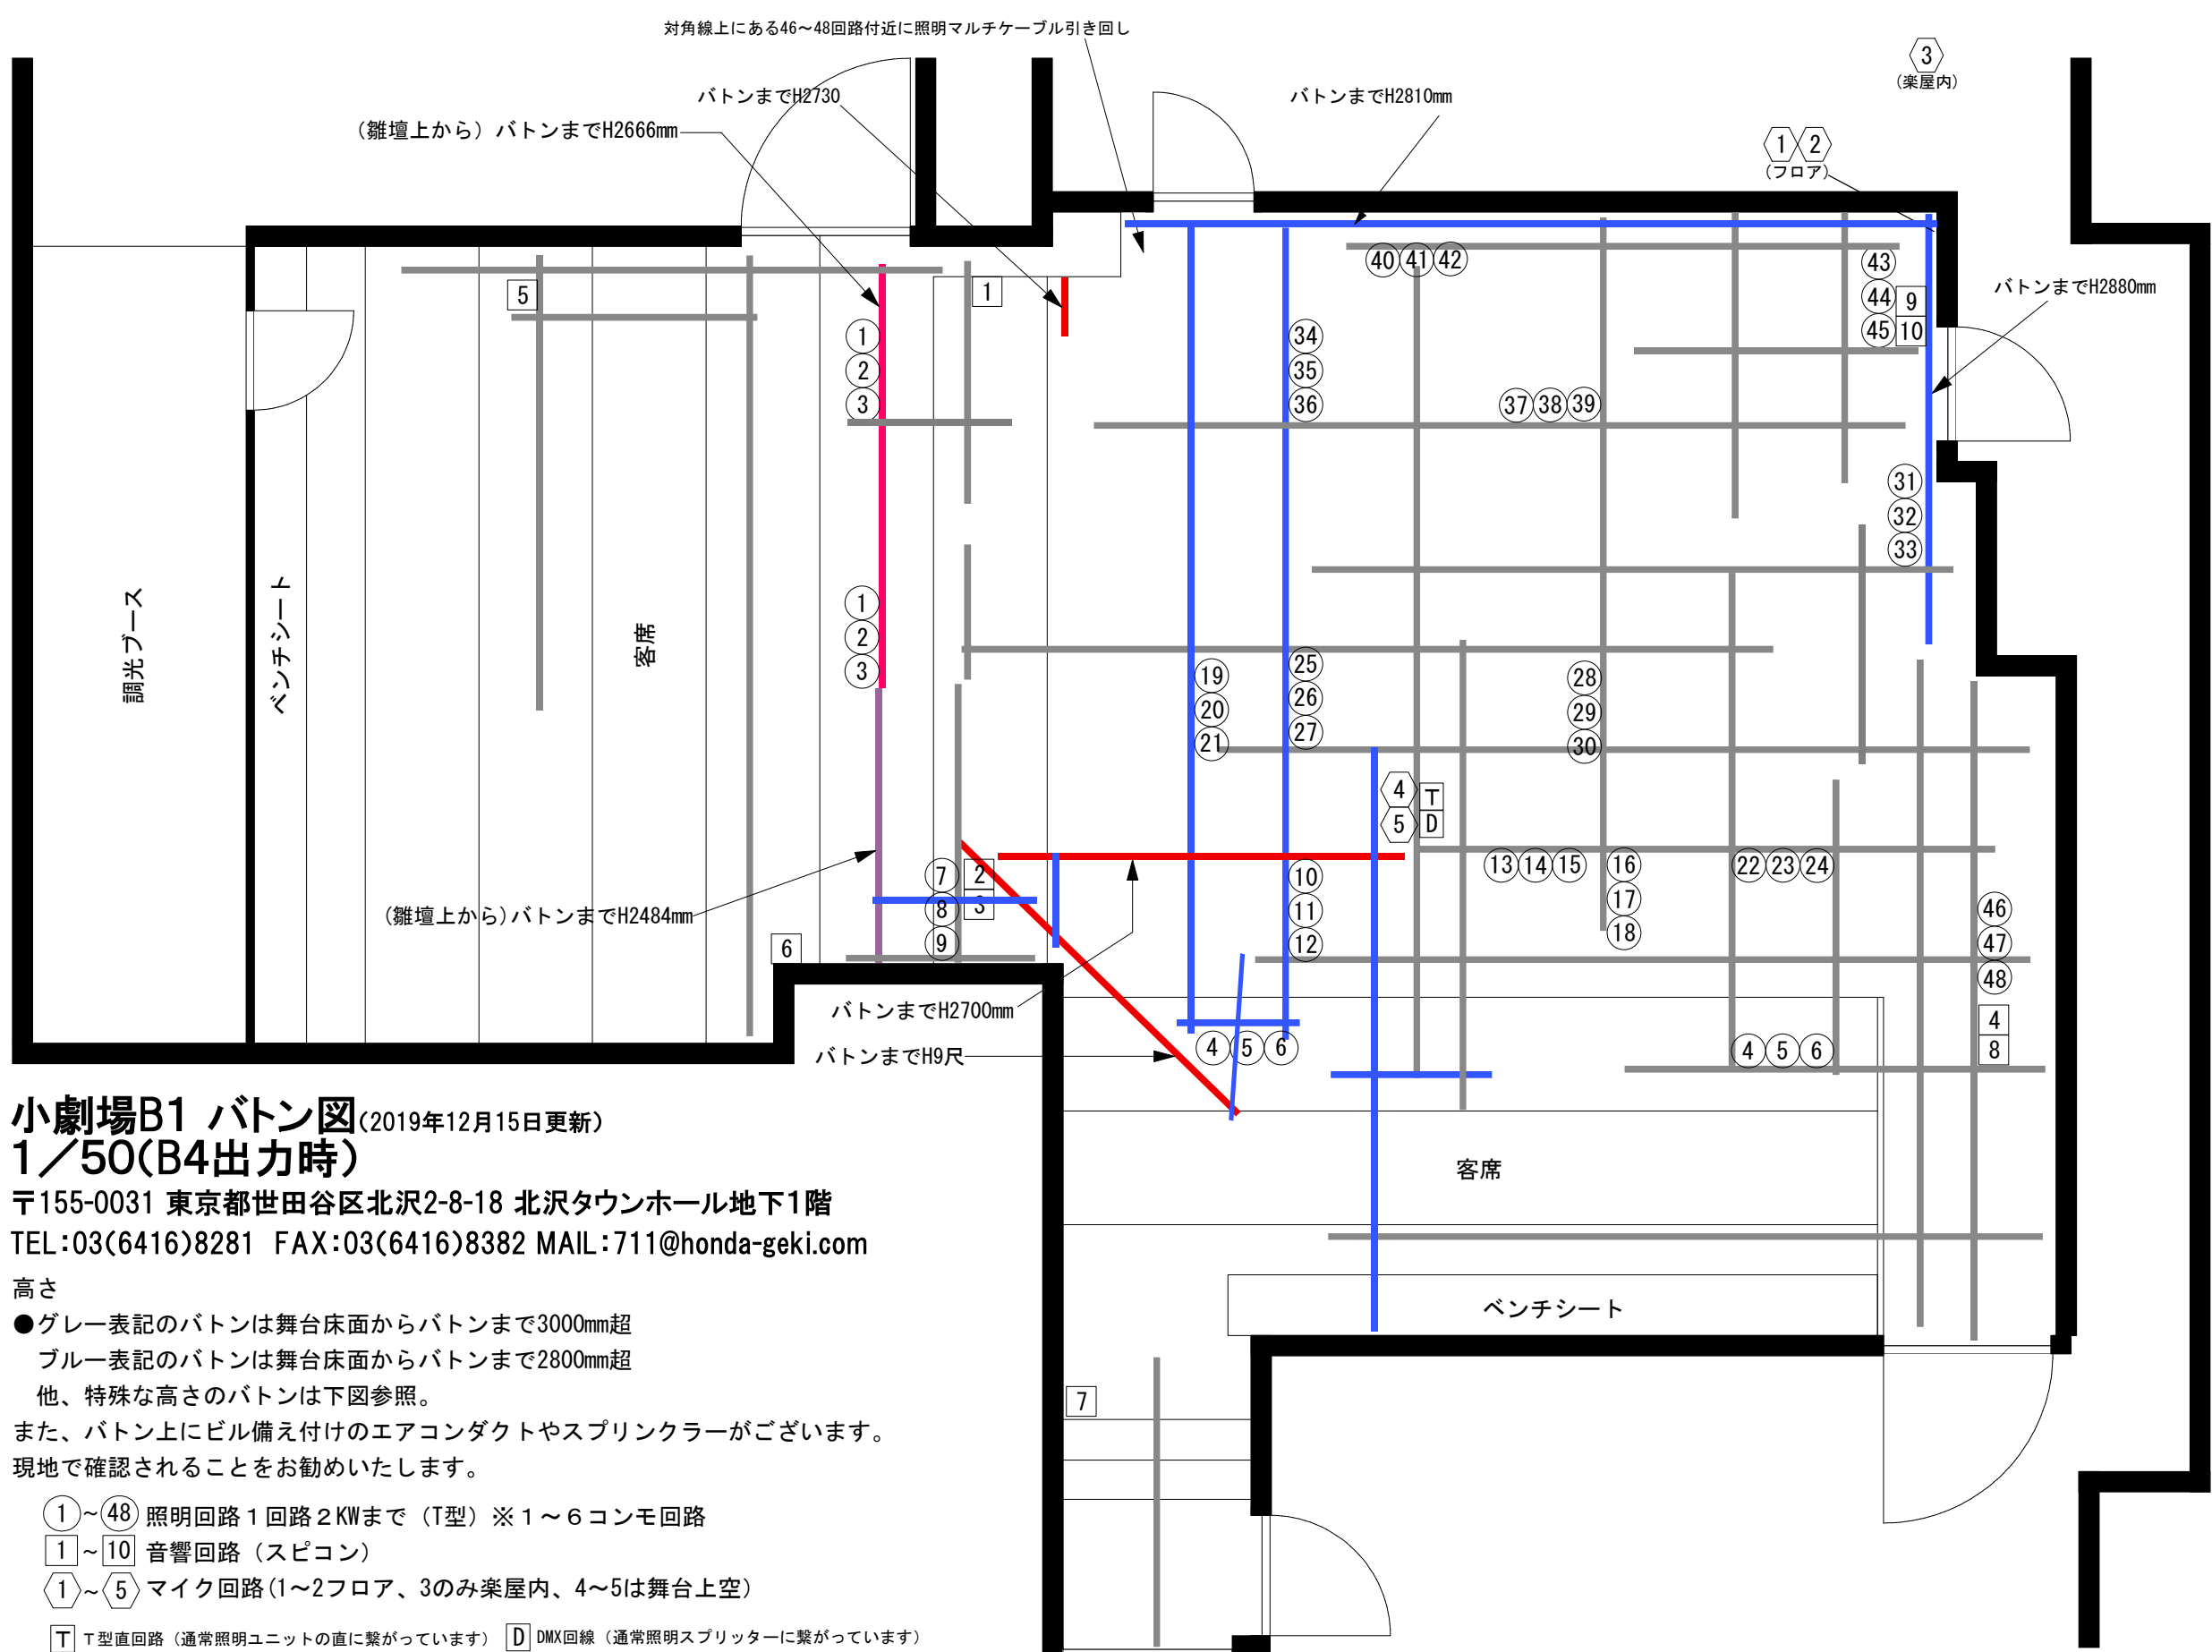 対角線上にある46～48回路付近に照明マルチケーブル引き回し
3
(楽屋内)
バトンまでH2730
バトンまでH2810mm
(雛壇上から) バトンまでH2666mm
1 2
(フロア)
40 41 42
43
44
45
9
10
バトンまでH2880mm
5
1
1
2
3
34
35
36
37 38 39
31
32
33
調光ブース
ベンチシート
客席
1
2
3
19
20
21
25
26
27
28
29
30
4
5
T
D
7
8
9
2
3
10
11
12
13 14 15
16
17
18
22 23 24
46
47
48
(雛壇上から)バトンまでH2484mm
6
バトンまでH2700mm
バトンまでH9尺
4 5 6
4 5 6
4
8
小劇場B1 バトン図(2019年12月15日更新)
1／50(B4出力時)
〒155-0031 東京都世田谷区北沢2-8-18 北沢タウンホール地下1階
TEL:03(6416)8281 FAX:03(6416)8382 MAIL:711@honda-geki.com
客席
ベンチシート
7
高さ
●グレー表記のバトンは舞台床面からバトンまで3000mm超
ブルー表記のバトンは舞台床面からバトンまで2800mm超
他、特殊な高さのバトンは下図参照。
また、バトン上にビル備え付けのエアコンダクトやスプリンクラーがございます。
現地で確認されることをお勧めいたします。
1～48 照明回路１回路２KWまで（T型）※１～６コンモ回路
1～10 音響回路（スピコン）
1～5 マイク回路(1～2フロア、3のみ楽屋内、4～5は舞台上空)
T T型直回路（通常照明ユニットの直に繋がっています） D DMX回線（通常照明スプリッターに繋がっています）